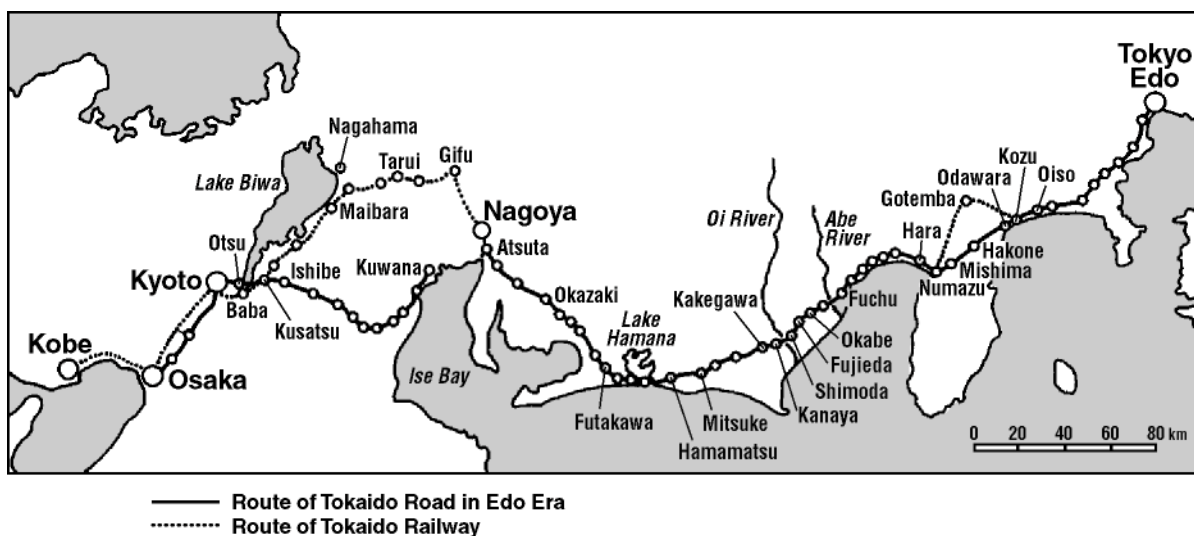 Tokyo
Edo
Nagahama
Tarui
Gifu
Kozu
Odawara
Oiso
Lake Biwa
Gotemba
Maibara
Nagoya
Oi River
Abe
River
Hara
Otsu
Atsuta
Hakone
Kyoto
Ishibe
Kuwana
Mishima
Baba
Okazaki
Kakegawa
Fuchu
Numazu
Kusatsu
Lake
Hamana
Okabe
Kobe
Fujieda
Osaka
Ise Bay
Shimoda
Futakawa
Mitsuke
Kanaya
Hamamatsu
0 20 40 60 80 km
Route of Tokaido Road in Edo Era
Route of Tokaido Railway